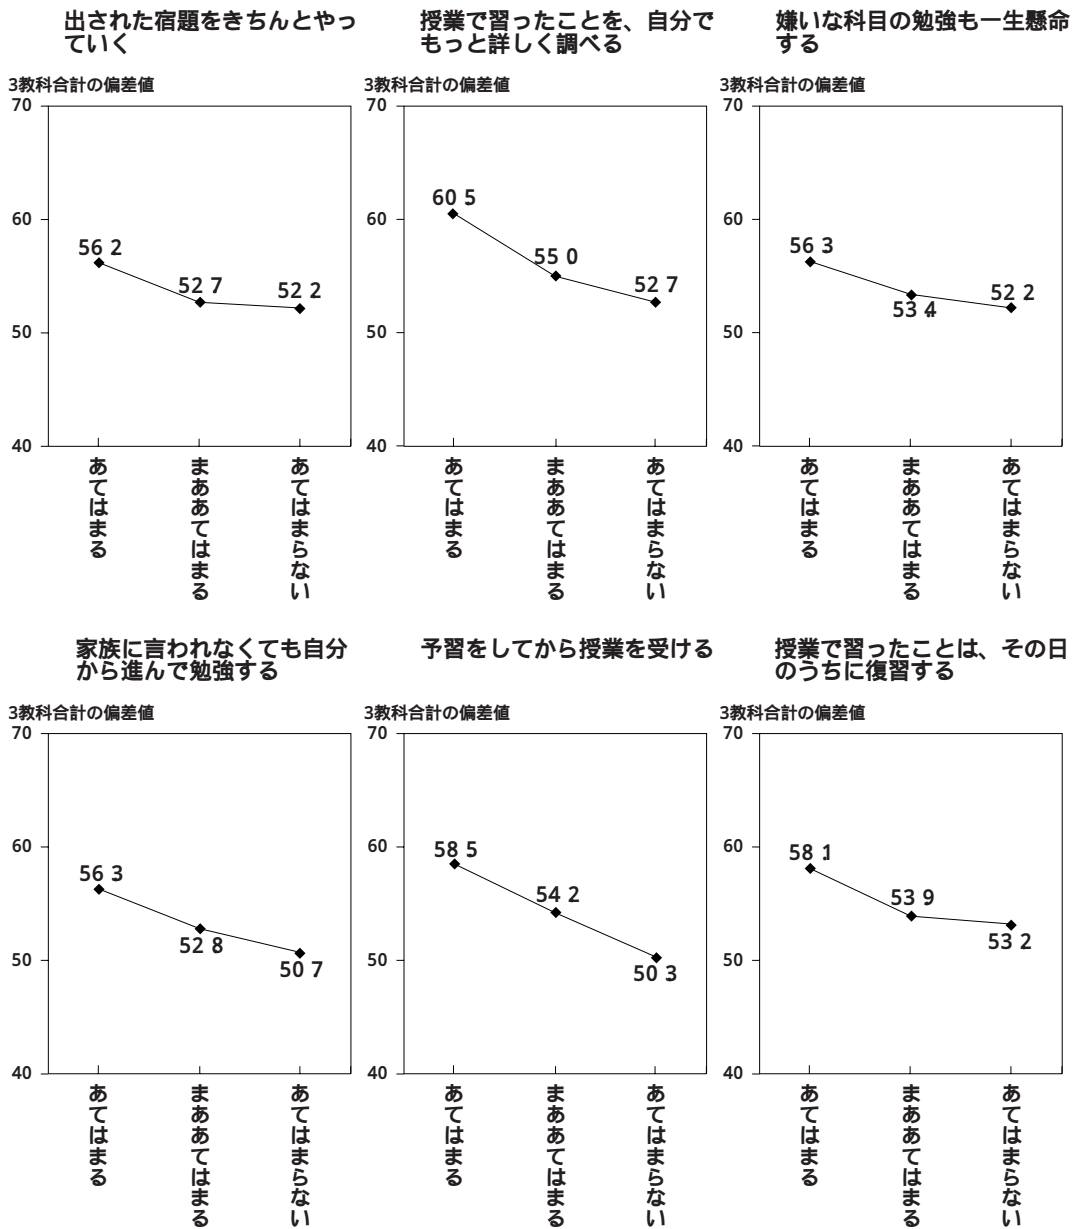 出された宿題をきちんとやっ
ていく
3教科合計の偏差値
70
60
50
40
56 2
52 7
52 2
あてはまる
まああてはまる
あてはまらない
授業で習ったことを、自分で
もっと詳しく調べる
3教科合計の偏差値
70
60
50
40
60 5
55 0
52 7
あてはまる
まああてはまる
あてはまらない
嫌いな科目の勉強も一生懸命
する
3教科合計の偏差値
70
60
50
40
56 3
53 4
52 2
あてはまる
まああてはまる
あてはまらない
家族に言われなくても自分
から進んで勉強する
3教科合計の偏差値
70
60
50
40
56 3
52 8
50 7
あてはまる
まああてはまる
あてはまらない
予習をしてから授業を受ける
3教科合計の偏差値
70
60
50
40
58 5
54 2
50 3
あてはまる
まああてはまる
あてはまらない
授業で習ったことは、その日
のうちに復習する
3教科合計の偏差値
70
60
50
40
58 1
53 9
53 2
あてはまる
まああてはまる
あてはまらない